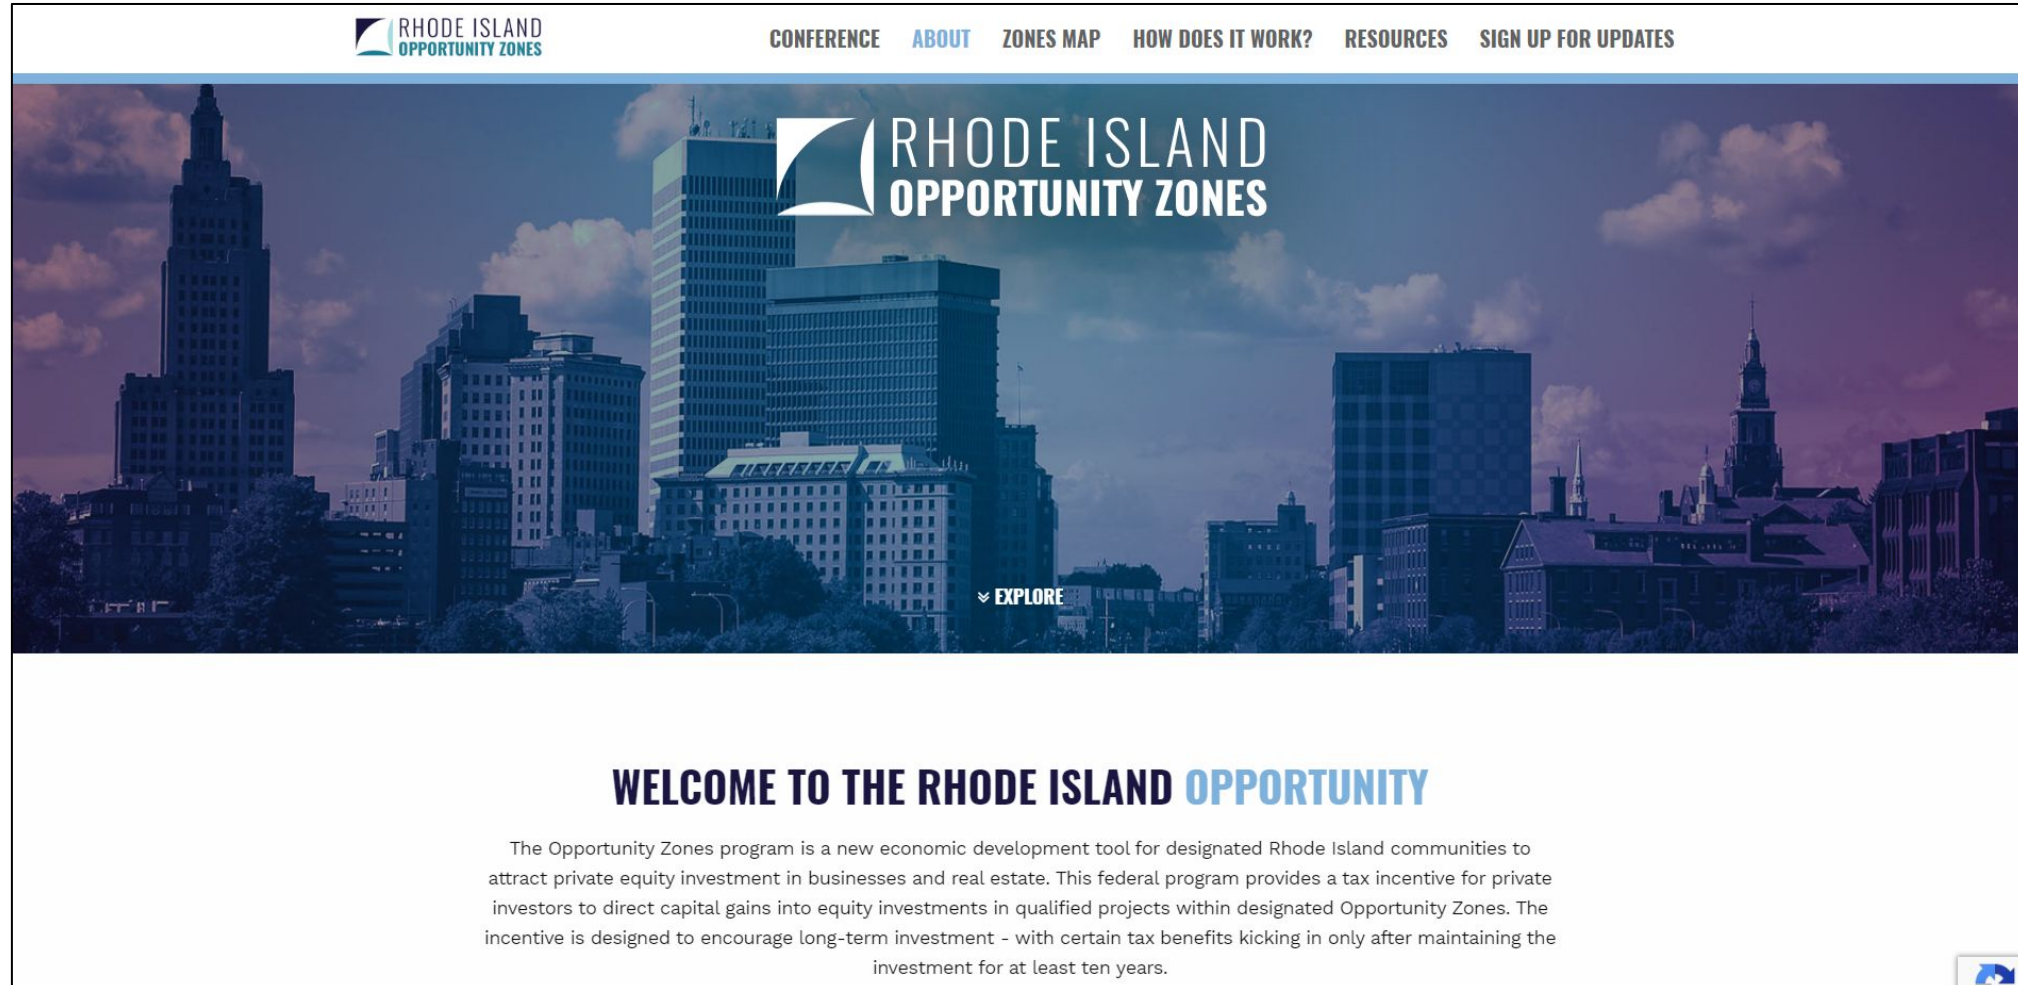 RHODE ISLAND
OPPORTUNITY ZONES
CONFERENCE ABOUT ZONES MAP HOW DOES IT WORK? RESOURCES SIGN UP FOR UPDATES
RHODE ISLAND
OPPORTUNITY ZONES
EXPLORE
WELCOME TO THE RHODE ISLAND OPPORTUNITY
The Opportunity Zones program is a new economic development tool for designated Rhode Island communities to
attract private equity investment in businesses and real estate. This federal program provides a tax incentive for private
investors to direct capital gains into equity investments in qualified projects within designated Opportunity Zones. The
incentive is designed to encourage long-term investment - with certain tax benefits kicking in only after maintaining the
investment for at least ten years.